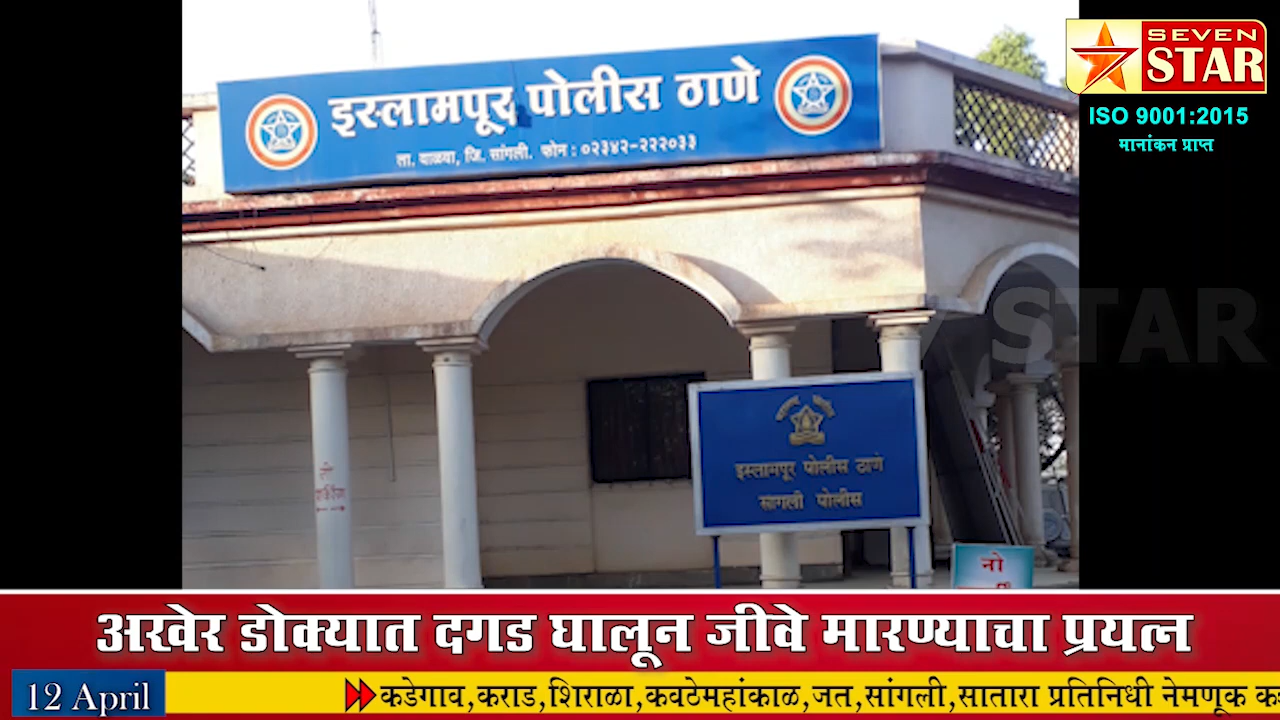 SEVEN
STAR
ISO 9001:2015
मानांकन प्राप्त
इस्लामपूर पोलीस ठाणे
ता. वाळवा, जि. सांगली. फोन : ०२३४२-२२२०३३
STAR
इस्लामपूर पोलीस ठाणे
सांगली पोलीस
नो
पार्किंग
नो
अखेर डोक्यात दगड घालून जीवे मारण्याचा प्रयत्न
12 April
कडेगाव,कराड,शिराळा,कवठेमहांकाळ,जत,सांगली,सातारा प्रतिनिधी नेमणूक